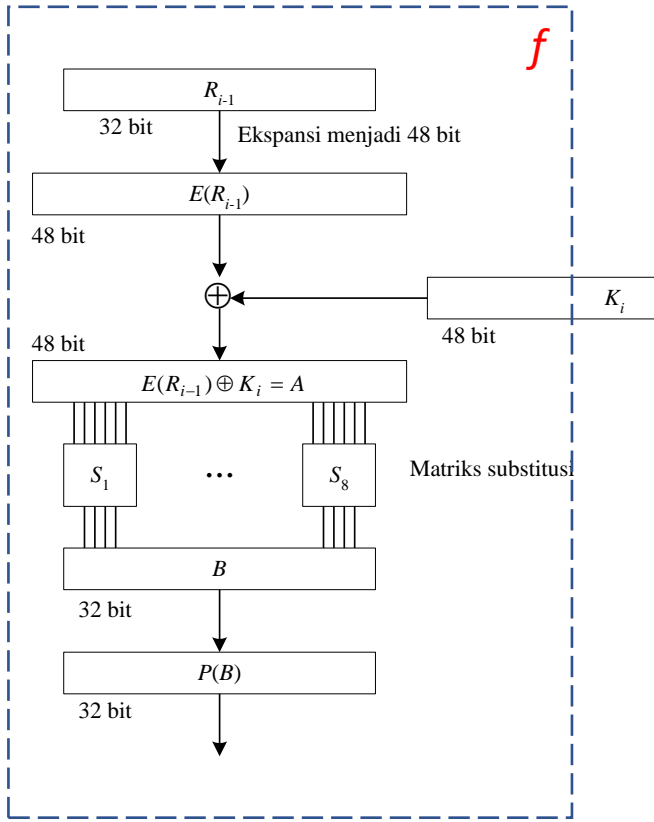 f
R_{i-1}
32 bit
Ekspansi menjadi 48 bit
E(R_{i-1})
48 bit
⊕
K_i
48 bit
48 bit
E(R_{i-1}) ⊕ K_i = A
S_1
...
S_8
Matriks substitusi
B
32 bit
P(B)
32 bit